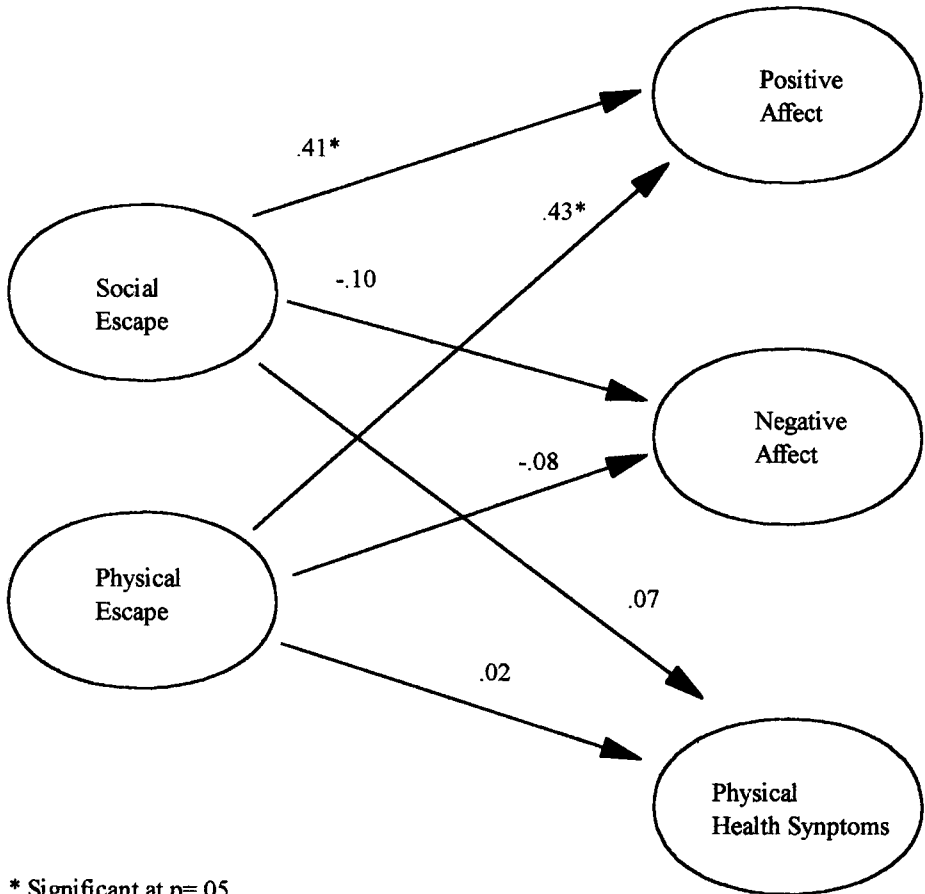 Positive
Affect
.41*
.43*
Social
Escape
-.10
Negative
Affect
-.08
Physical
Escape
.07
.02
Physical
Health Synptoms
* Significant at p=.05